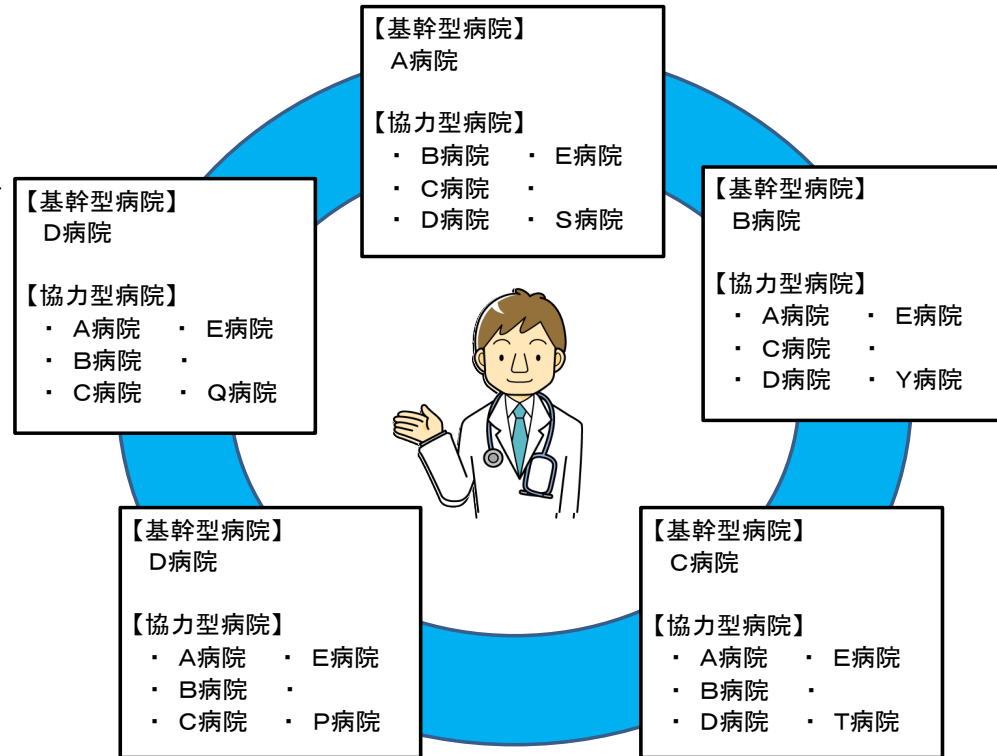 【基幹型病院】
A病院
【協力型病院】
・ B病院 ・ E病院
・ C病院 ・
・ D病院 ・ S病院
【基幹型病院】
D病院
【協力型病院】
・ A病院 ・ E病院
・ B病院 ・
・ C病院 ・ Q病院
【基幹型病院】
B病院
【協力型病院】
・ A病院 ・ E病院
・ C病院 ・
・ D病院 ・ Y病院
【基幹型病院】
D病院
【協力型病院】
・ A病院 ・ E病院
・ B病院 ・
・ C病院 ・ P病院
【基幹型病院】
C病院
【協力型病院】
・ A病院 ・ E病院
・ B病院 ・
・ D病院 ・ T病院